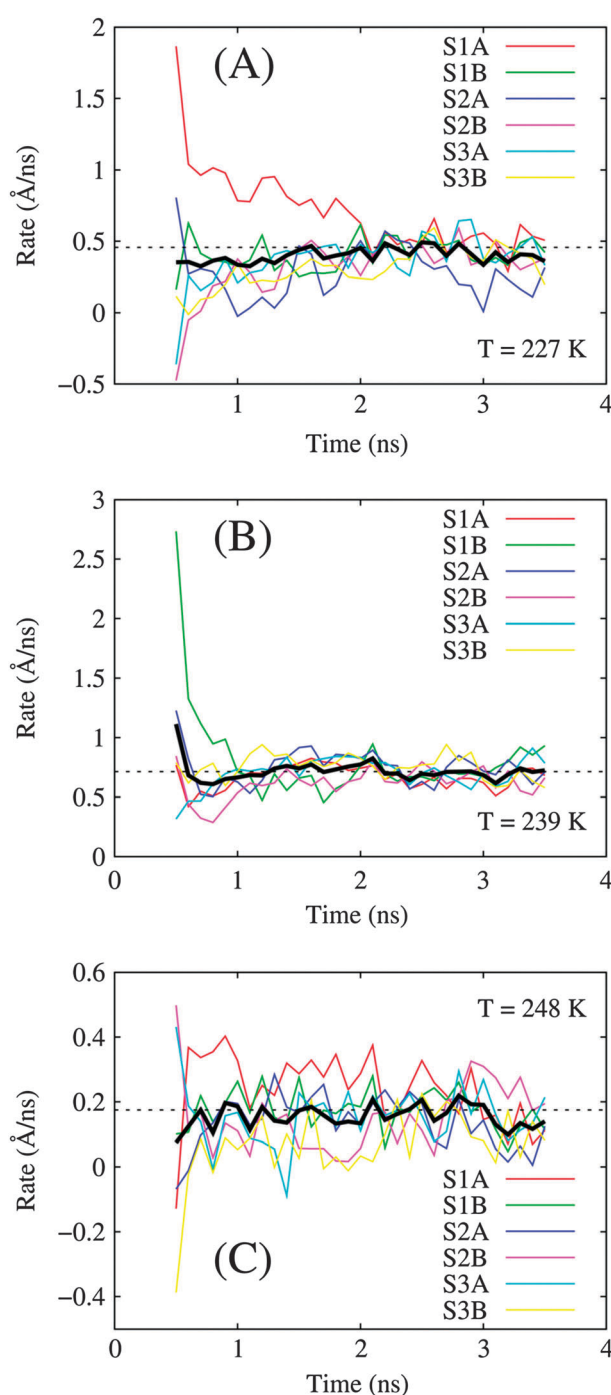 2
(A)
S1A
S1B
1.5
S2A
S2B
1
S3A
S3B
Rate (Å/ns)
0.5
0
T = 227 K
−0.5
1 2 3 4
Time (ns)
3
(B)
S1A
S1B
2.5
S2A
S2B
2
S3A
S3B
Rate (Å/ns)
1.5
1
0.5
T = 239 K
0
0 1 2 3 4
Time (ns)
0.6
T = 248 K
0.4
0.2
Rate (Å/ns)
0
S1A
S1B
−0.2
S2A
(C)
S2B
S3A
−0.4
S3B
0 1 2 3 4
Time (ns)